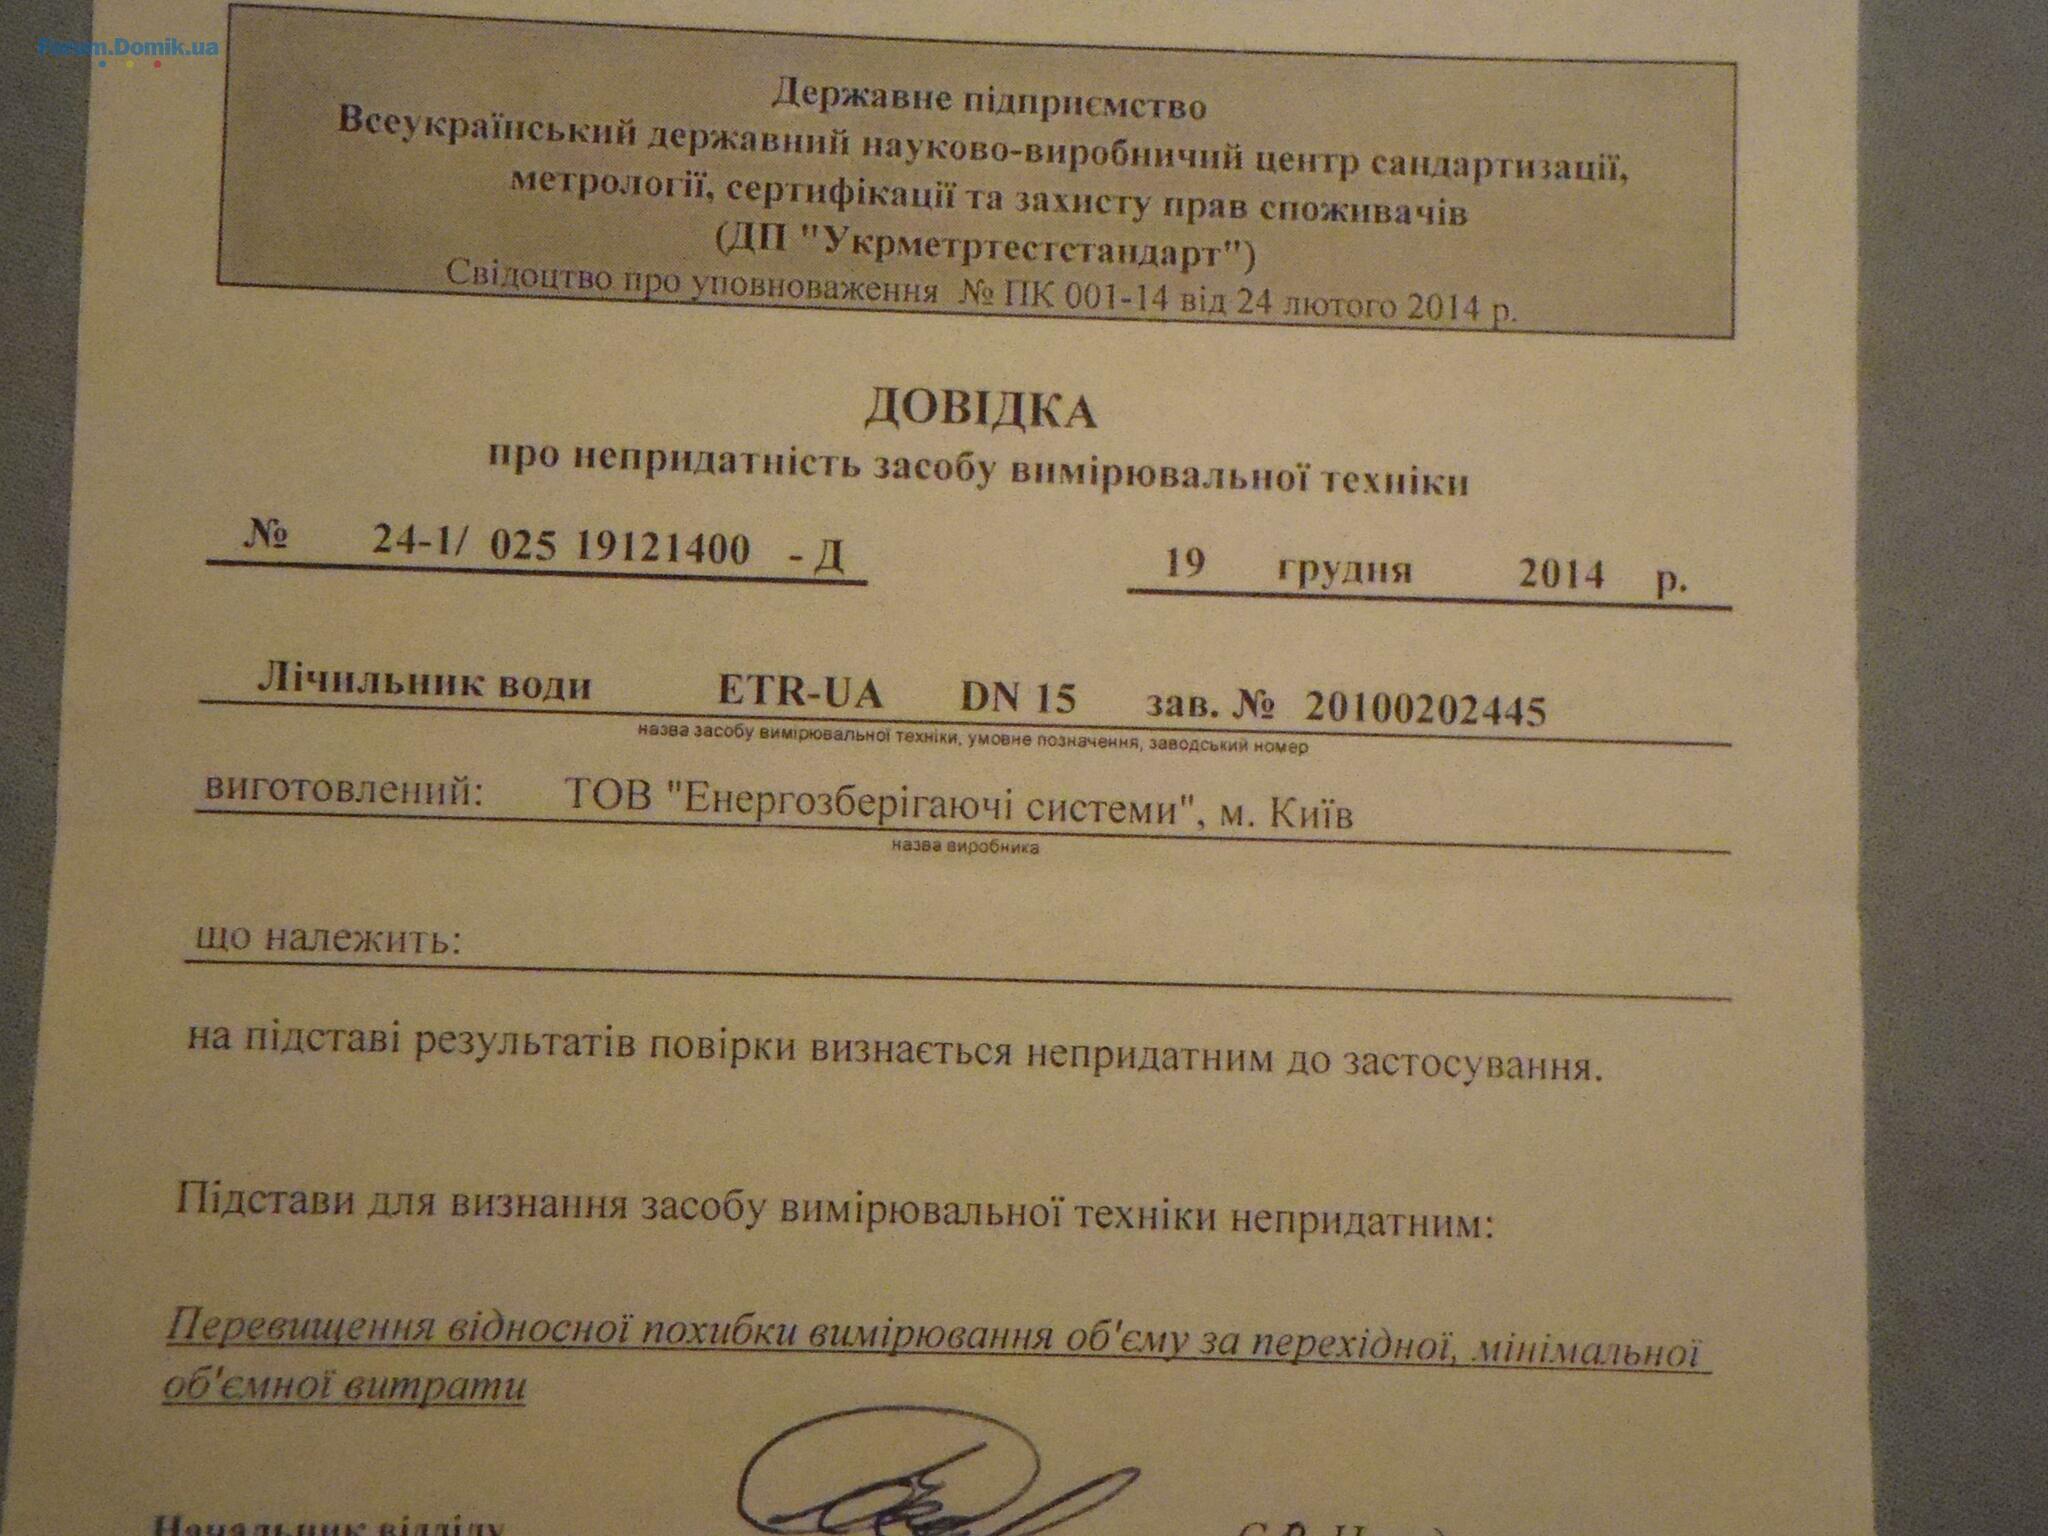 Forum.Domik.ua
Державне підприємство
Всеукраїнський державний науково-виробничий центр сандартизації,
метрології, сертифікації та захисту прав споживачів
(ДП "Укрметртестстандарт")
Свідоцтво про уповноваження № ПК 001-14 від 24 лютого 2014 р.
ДОВІДКА
про непридатність засобу вимірювальної техніки
№ 24-1/ 025 19121400 - Д 19 грудня 2014 р.
Лічильник води ETR-UA DN 15 зав. № 20100202445
назва засобу вимірювальної техніки, умовне позначення, заводський номер
виготовлений: ТОВ "Енергозберігаючі системи", м. Київ
назва виробника
що належить:
на підставі результатів повірки визнається непридатним до застосування.
Підстави для визнання засобу вимірювальної техніки непридатним:
Перевищення відносної похибки вимірювання об'єму за перехідної, мінімальної
об'ємної витрати
Начальник відділу